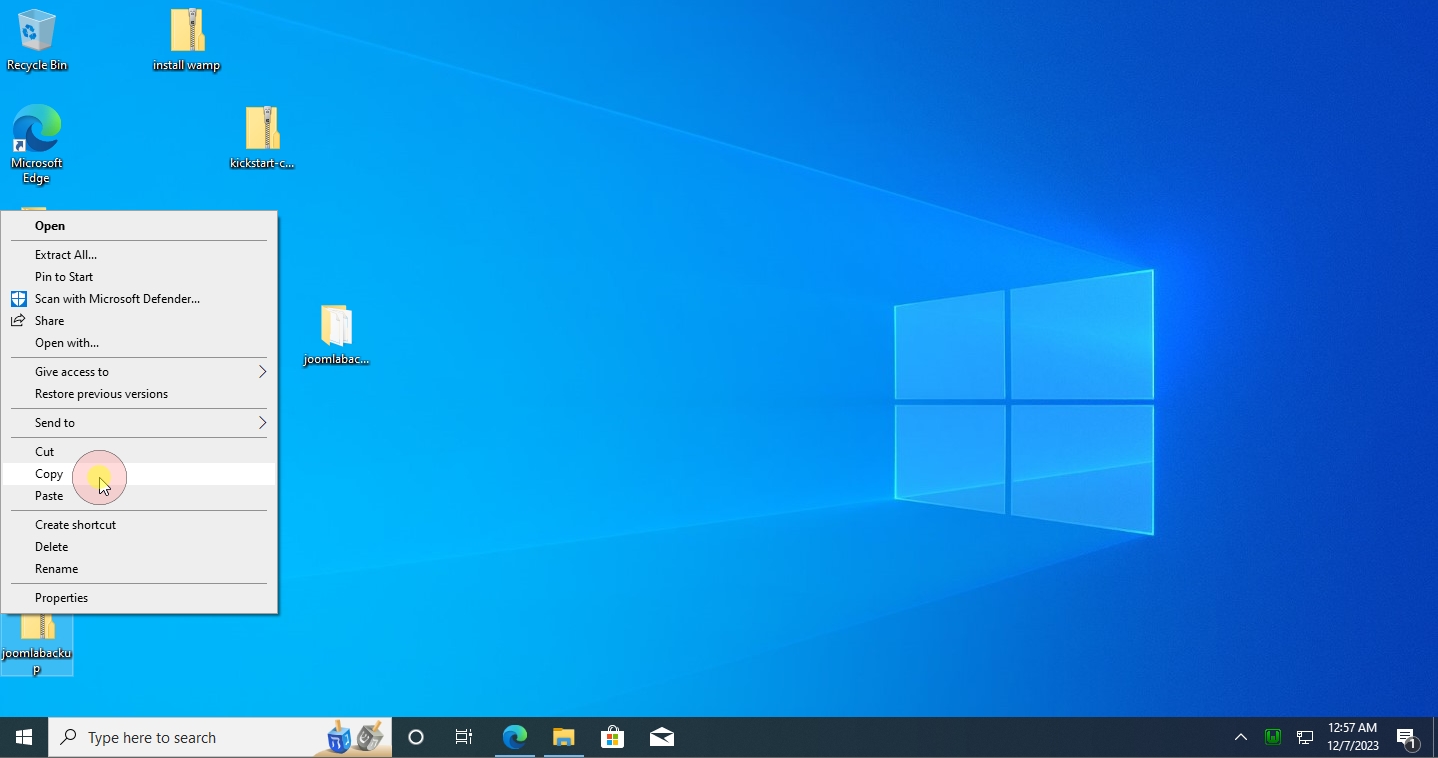 Recycle Bin
install wamp
Microsoft
Edge
kickstart-c...
Open
Extract All...
Pin to Start
Scan with Microsoft Defender...
Share
Open with...
Give access to
Restore previous versions
Send to
Cut
Copy
Paste
Create shortcut
Delete
Rename
Properties
joomlabac...
joomlabacku
p
Type here to search
12:57 AM
12/7/2023
1